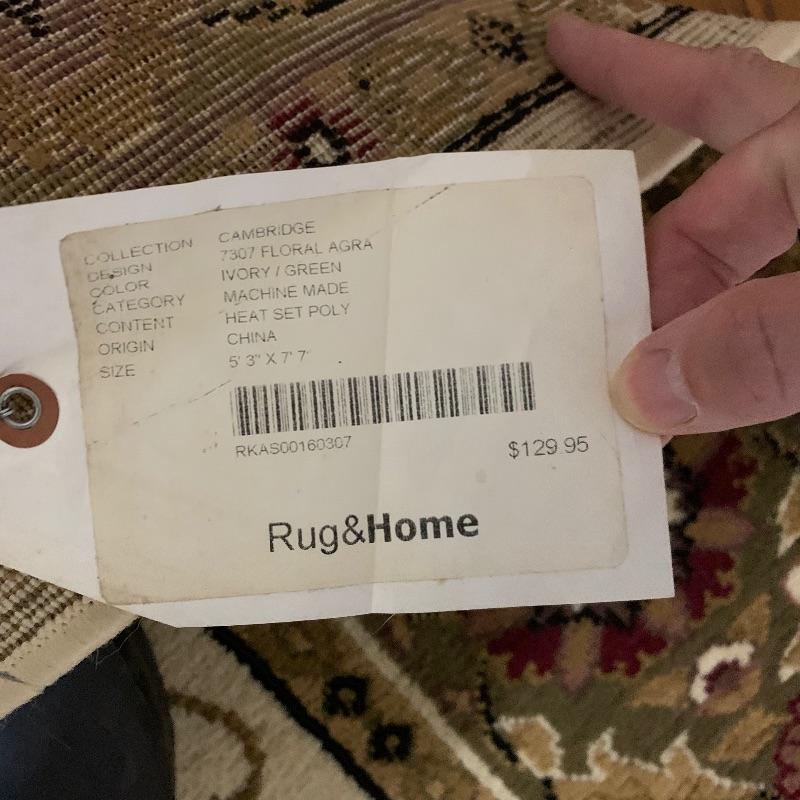 COLLECTION CAMBRIDGE
DESIGN 7307 FLORAL AGRA
COLOR IVORY / GREEN
CATEGORY MACHINE MADE
CONTENT HEAT SET POLY
ORIGIN CHINA
SIZE 5' 3" X 7' 7"
RKAS00160307 $129.95
Rug&Home